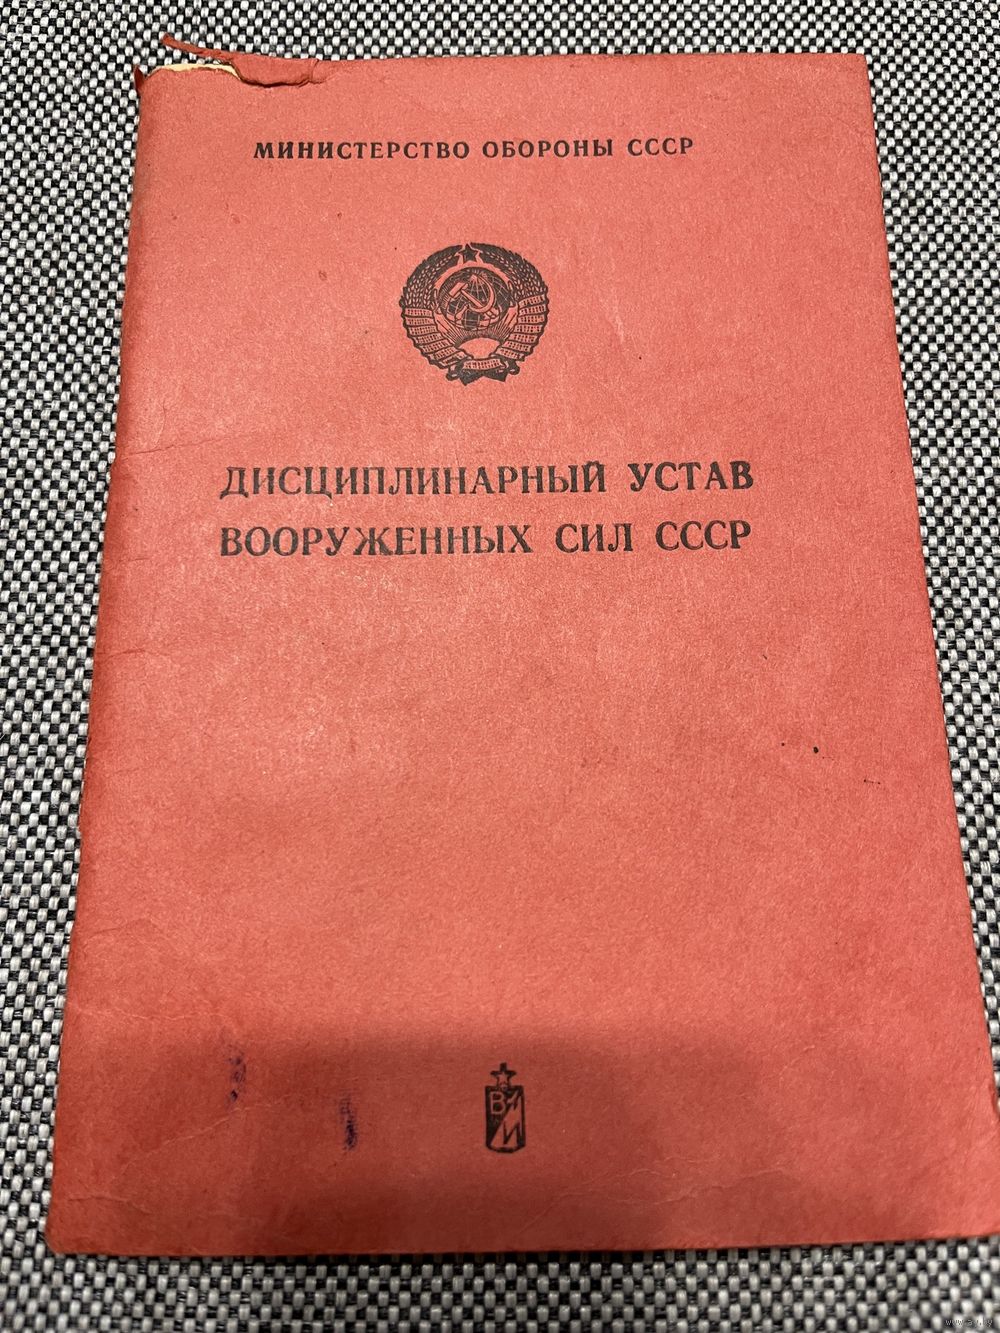 МИНИСТЕРСТВО ОБОРОНЫ СССР
ДИСЦИПЛИНАРНЫЙ УСТАВ
ВООРУЖЕННЫХ СИЛ СССР
В И
М